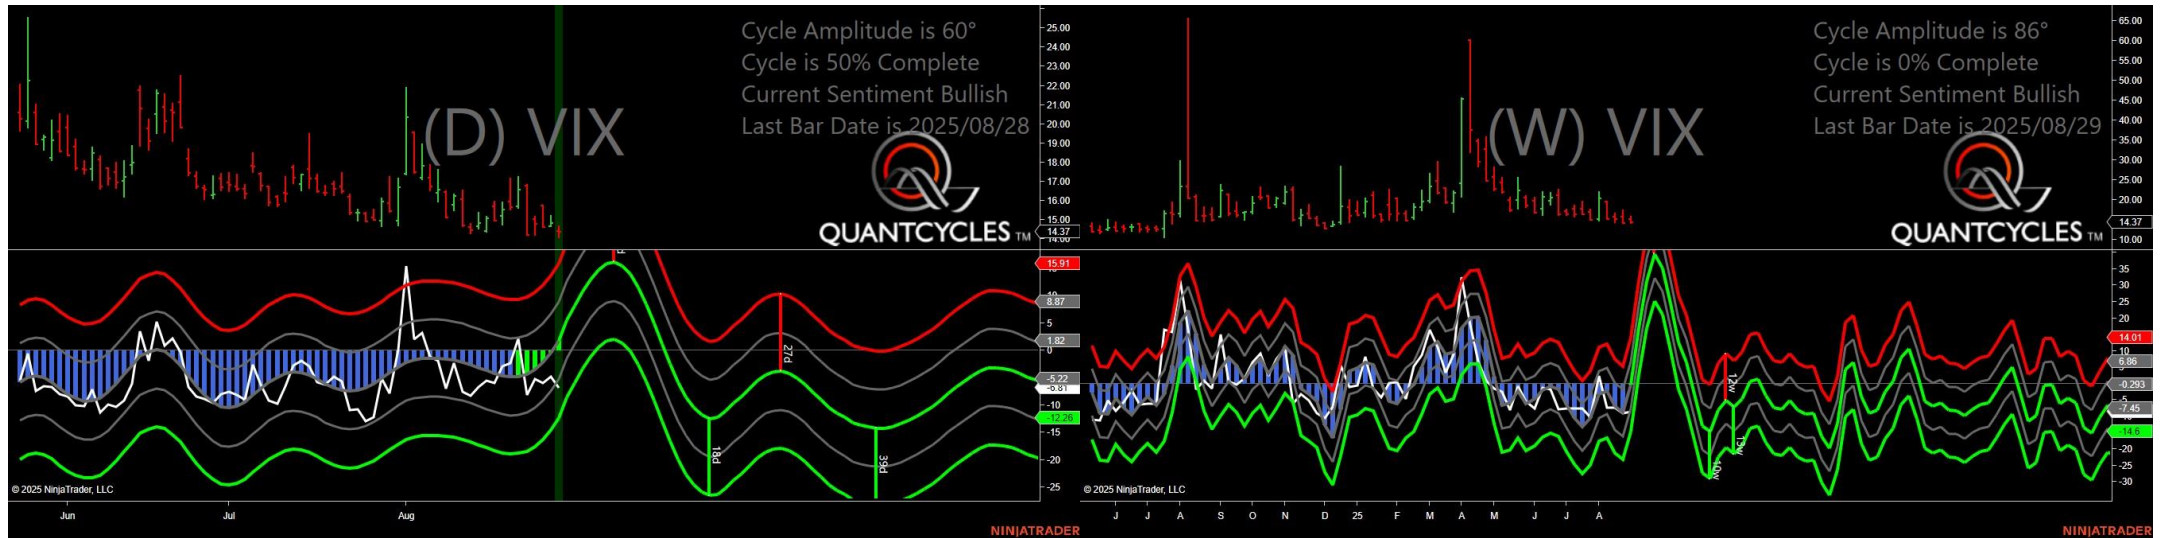 Cycle Amplitude is 60°
Cycle is 50% Complete
Current Sentiment Bullish
Last Bar Date is 2025/08/28
(D) VIX
QUANTCYCLES TM
25.00
24.00
23.00
22.00
21.00
20.00
19.00
18.00
17.00
16.00
15.00
14.37
14.00
15.91
10
8.87
5
1.82
0
-5.22
-6.81
-10
-12.26
-15
-20
-25
27d
18d
39d
© 2025 NinjaTrader, LLC
Jun Jul Aug
NINJATRADER
Cycle Amplitude is 86°
Cycle is 0% Complete
Current Sentiment Bullish
Last Bar Date is 2025/08/29
(W) VIX
QUANTCYCLES TM
65.00
60.00
55.00
50.00
45.00
40.00
35.00
30.00
25.00
20.00
14.37
10.00
35
30
25
20
14.01
10
6.86
-0.293
-5
-7.45
-14.6
-20
-25
-30
12w
13w
10w
© 2025 NinjaTrader, LLC
J J A S O N D 25 F M A M J J A
NINJATRADER